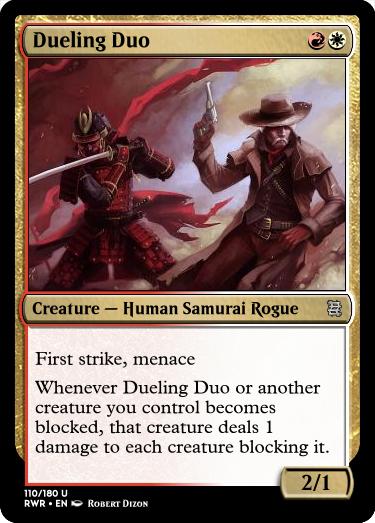 Dueling Duo
Creature — Human Samurai Rogue
First strike, menace
Whenever Dueling Duo or another
creature you control becomes
blocked, that creature deals 1
damage to each creature blocking it.
2/1
110/180 U
RWR • EN Robert Dizon